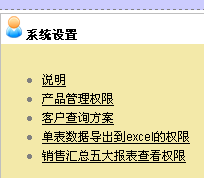 系统设置
说明
产品管理权限
客户查询方案
单表数据导出到excel的权限
销售汇总五大报表查看权限